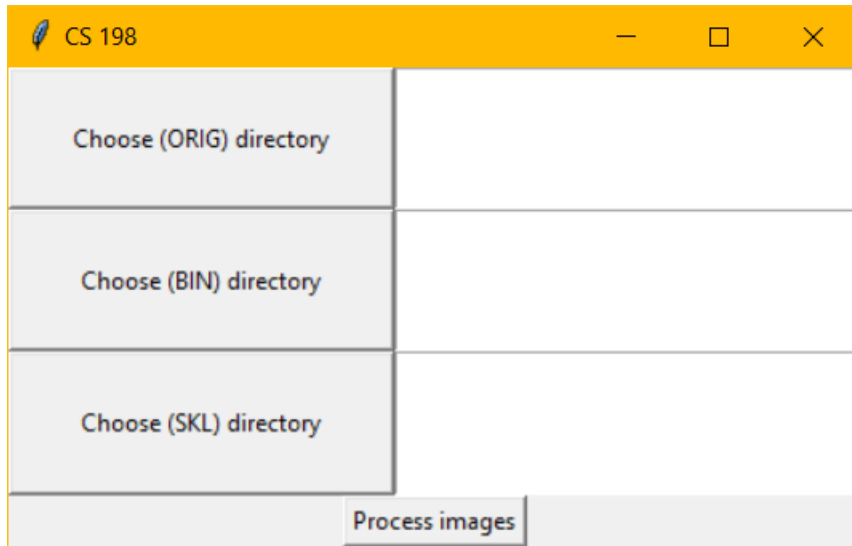 CS 198
Choose (ORIG) directory
Choose (BIN) directory
Choose (SKL) directory
Process images